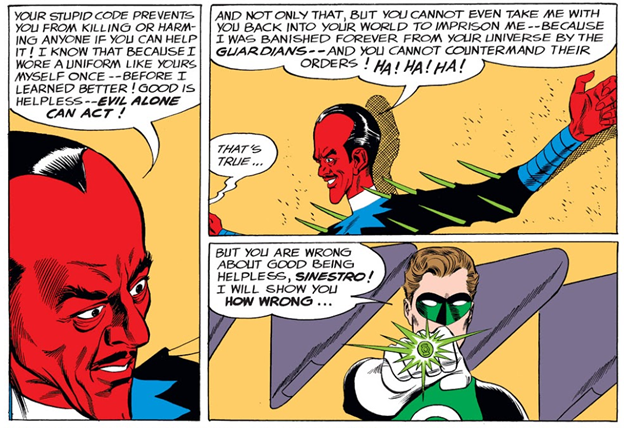 YOUR STUPID CODE PREVENTS
YOU FROM KILLING OR HARM-
ING ANYONE IF YOU CAN HELP
IT! I KNOW THAT BECAUSE I
WORE A UNIFORM LIKE YOURS
MYSELF ONCE--BEFORE I
LEARNED BETTER! GOOD IS
HELPLESS--EVIL ALONE
CAN ACT!
AND NOT ONLY THAT, BUT YOU CANNOT EVEN TAKE ME WITH
YOU BACK INTO YOUR WORLD TO IMPRISON ME--BECAUSE
I WAS BANISHED FOREVER FROM YOUR UNIVERSE BY THE
GUARDIANS--AND YOU CANNOT COUNTERMAND THEIR
ORDERS! HA! HA! HA!
THAT'S
TRUE...
BUT YOU ARE WRONG
ABOUT GOOD BEING
HELPLESS, SINESTRO!
I WILL SHOW YOU
HOW WRONG...